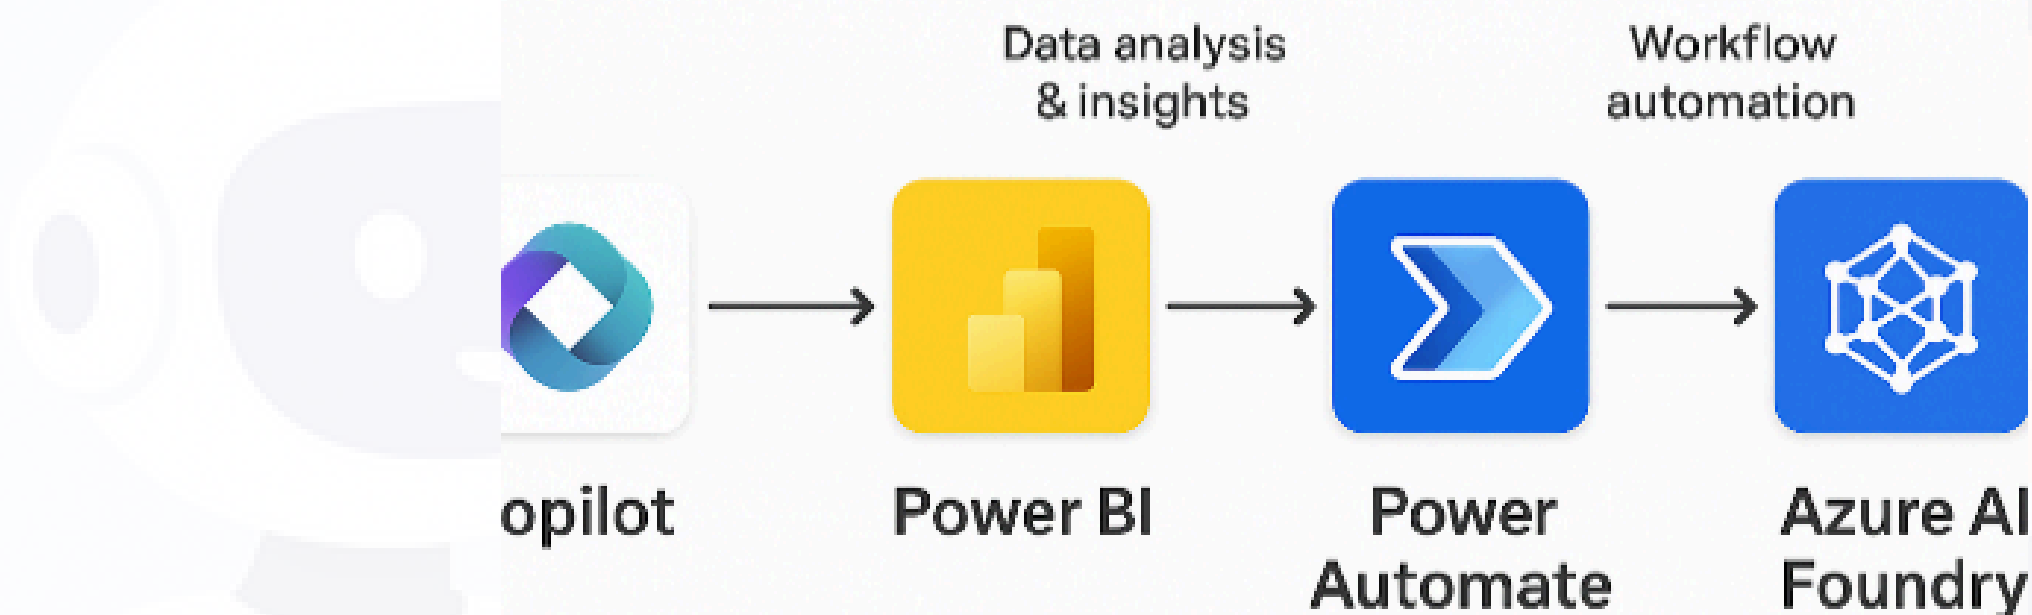 Data analysis
& insights
Workflow
automation
opilot
Power BI
Power
Automate
Azure AI
Foundry